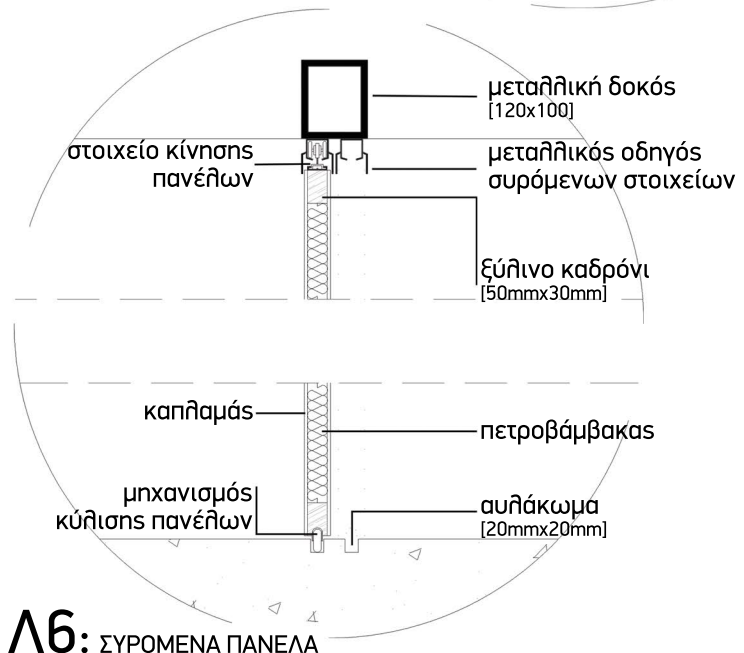 μεταλλική δοκός
[120x100]
στοιχείο κίνησης
πανέλων
μεταλλικός οδηγός
συρόμενων στοιχείων
ξύλινο καδρόνι
[50mmx30mm]
καπλαμάς
πετροβάμβακας
μηχανισμός
κύλισης πανέλων
αυλάκωμα
[20mmx20mm]
Λ6: ΣΥΡΟΜΕΝΑ ΠΑΝΕΛΑ